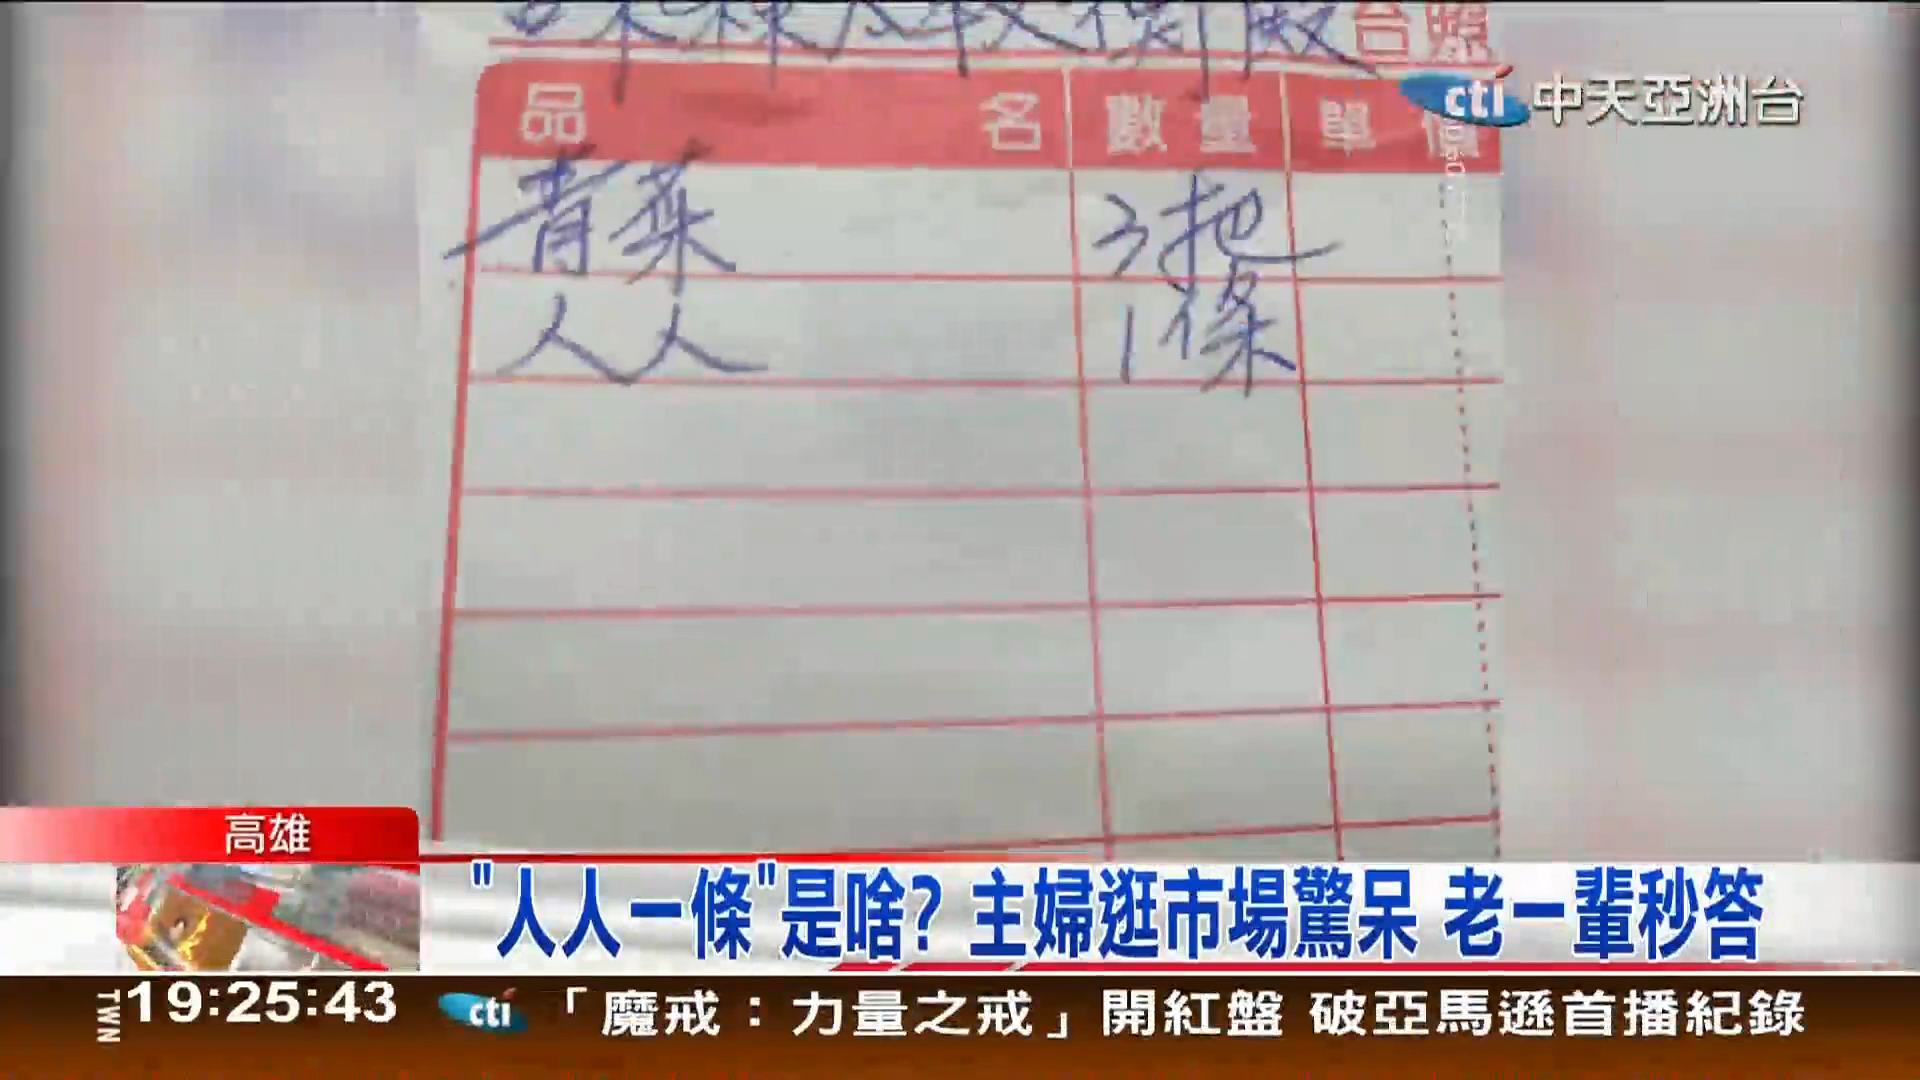 台照
cti 中天亞洲台
品名 數量 單價
青菜 3把
人人 1條
高雄
"人人一條"是啥? 主婦逛市場驚呆 老一輩秒答
TWN 19:25:43 cti 「魔戒：力量之戒」開紅盤 破亞馬遜首播紀錄